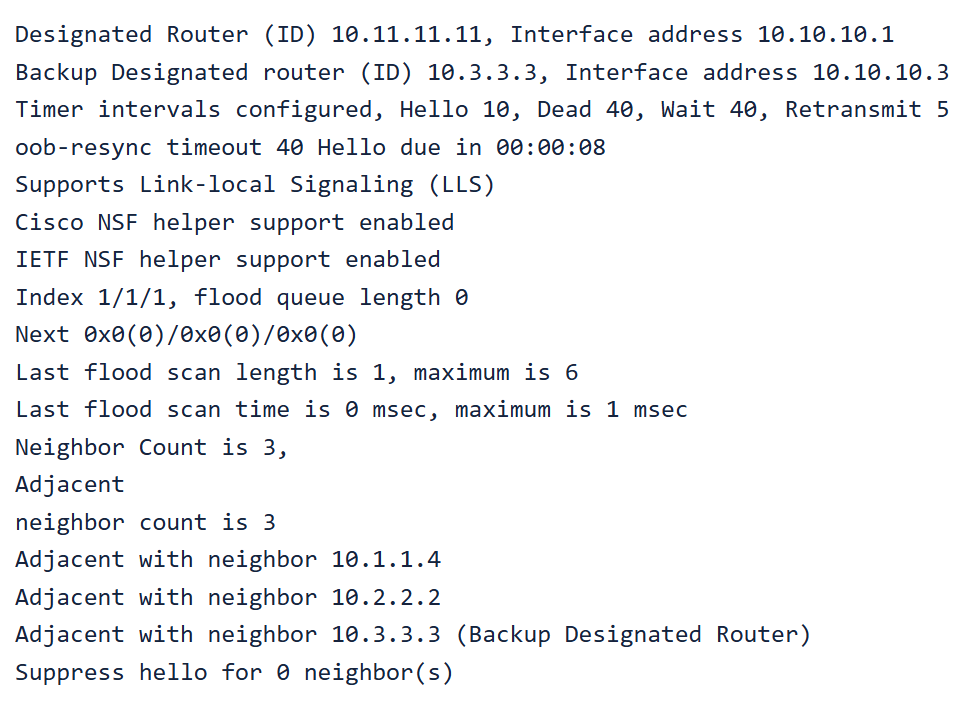 Designated Router (ID) 10.11.11.11, Interface address 10.10.10.1
Backup Designated router (ID) 10.3.3.3, Interface address 10.10.10.3
Timer intervals configured, Hello 10, Dead 40, Wait 40, Retransmit 5
oob-resync timeout 40 Hello due in 00:00:08
Supports Link-local Signaling (LLS)
Cisco NSF helper support enabled
IETF NSF helper support enabled
Index 1/1/1, flood queue length 0
Next 0x0(0)/0x0(0)/0x0(0)
Last flood scan length is 1, maximum is 6
Last flood scan time is 0 msec, maximum is 1 msec
Neighbor Count is 3,
Adjacent
neighbor count is 3
Adjacent with neighbor 10.1.1.4
Adjacent with neighbor 10.2.2.2
Adjacent with neighbor 10.3.3.3 (Backup Designated Router)
Suppress hello for 0 neighbor(s)